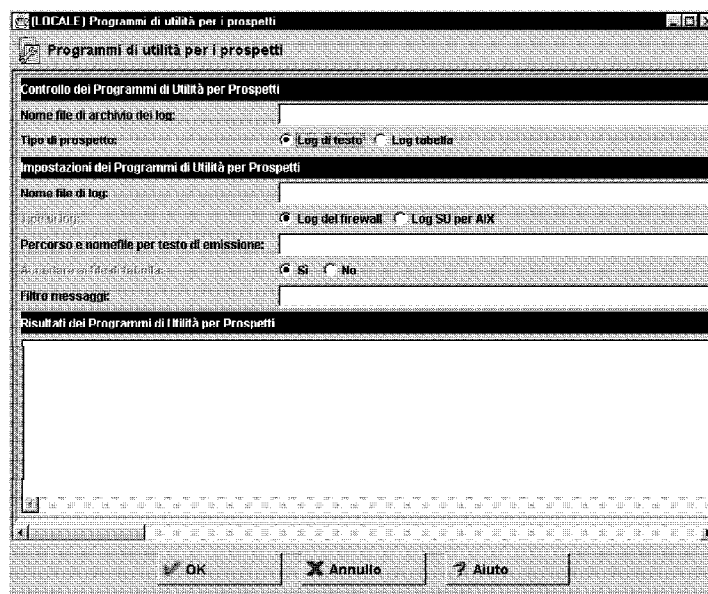 (LOCALE) Programmi di utilità per i prospetti
Programmi di utilità per i prospetti
Controllo dei Programmi di Utilità per Prospetti
Nome file di archivio dei log:
Tipo di prospetto: Log di testo Log tabella
Impostazioni dei Programmi di Utilità per Prospetti
Nome file di log:
Tipo di log: Log del firewall Log SU per AIX
Percorso e nomefile per testo di emissione:
Sì No
Filtro messaggi:
Risultati dei Programmi di Utilità per Prospetti
OK Annullo Aiuto